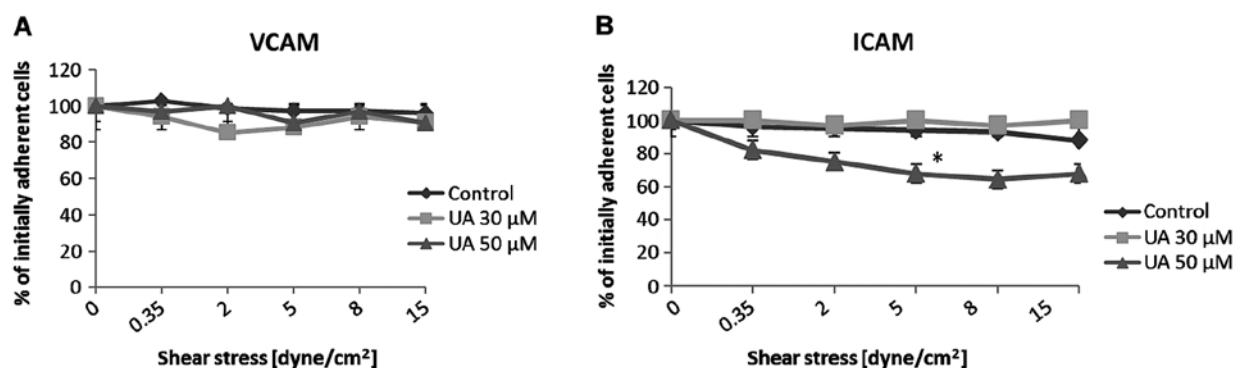 A
VCAM
% of initially adherent cells
120
100
80
60
40
20
0
0 0.35 2 5 8 15
Shear stress [dyne/cm²]
Control
UA 30 μM
UA 50 μM
B
ICAM
% of initially adherent cells
120
100
80
60
40
20
0
*
0 0.35 2 5 8 15
Shear stress [dyne/cm²]
Control
UA 30 μM
UA 50 μM